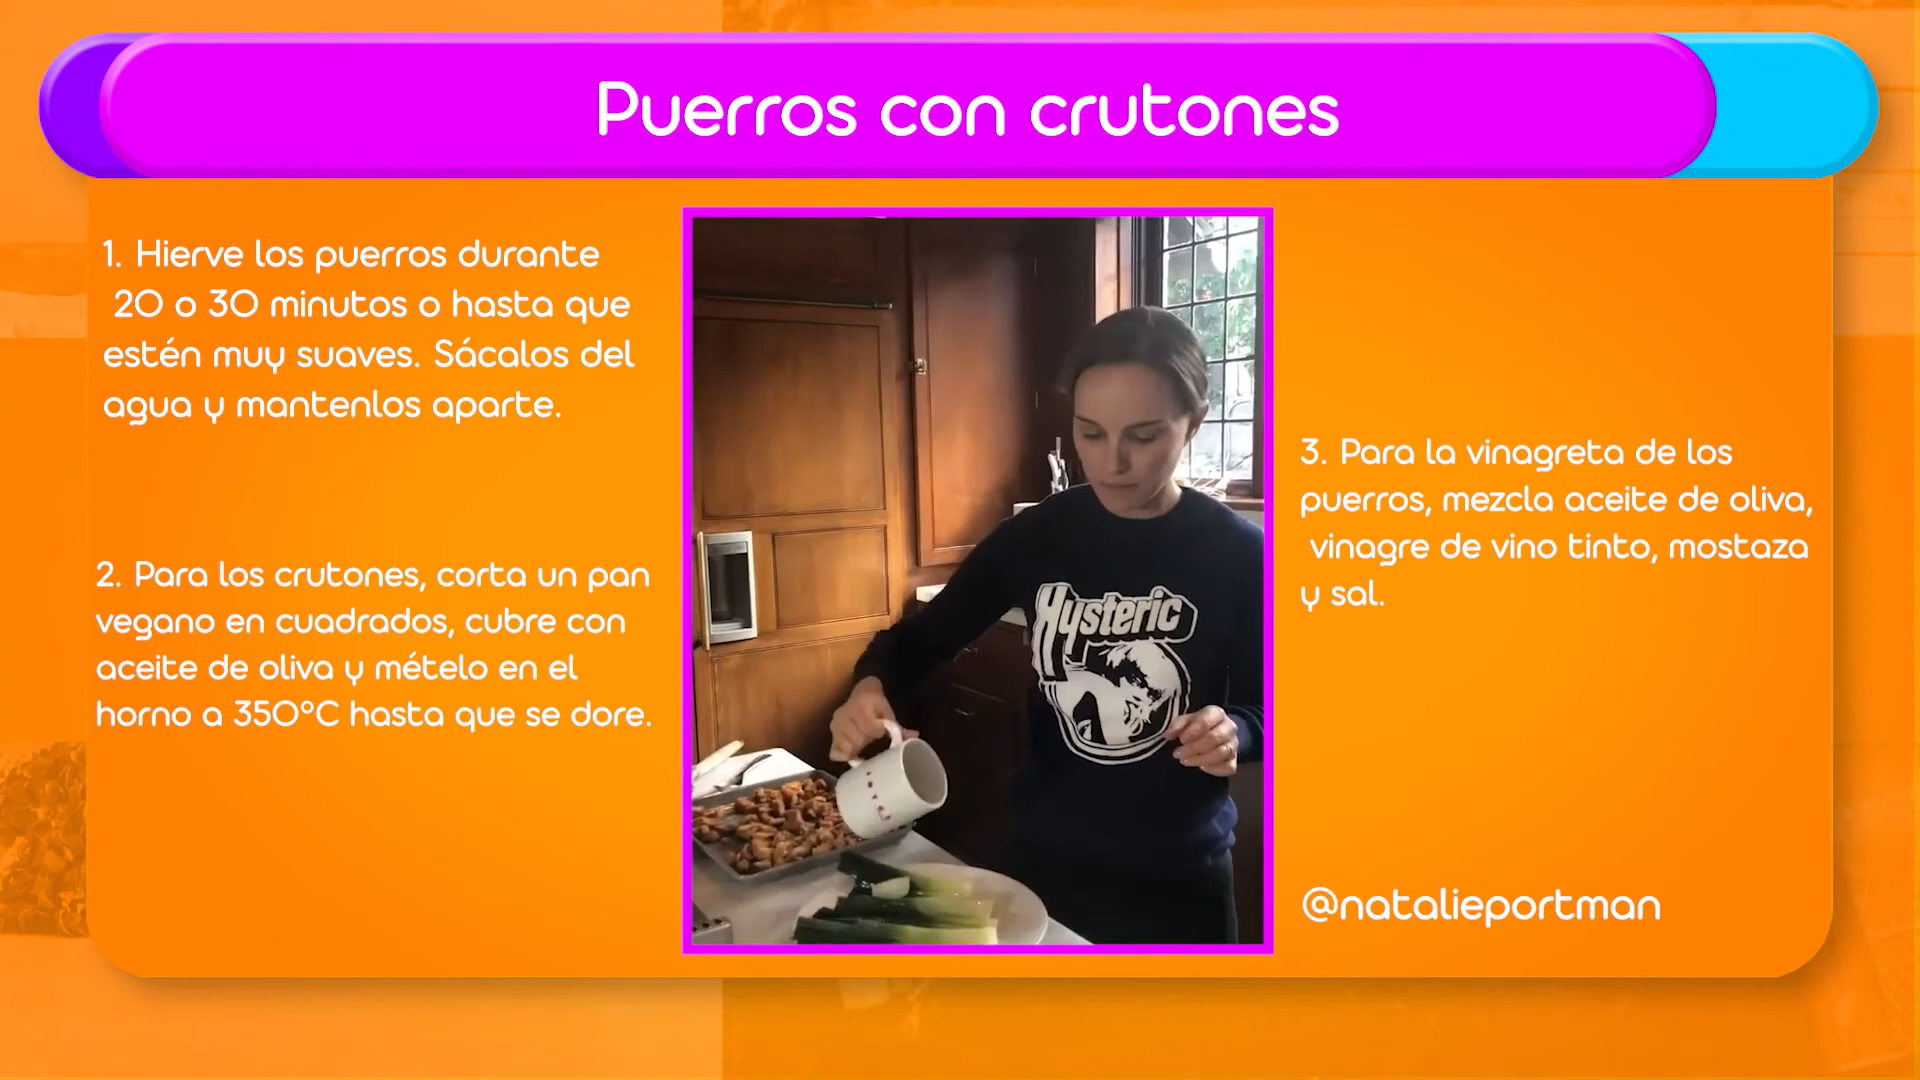 Puerros con crutones
1. Hierve los puerros durante
20 o 30 minutos o hasta que
estén muy suaves. Sácalos del
agua y mantenlos aparte.
2. Para los crutones, corta un pan
vegano en cuadrados, cubre con
aceite de oliva y mételo en el
horno a 350°C hasta que se dore.
Hysteric
3. Para la vinagreta de los
puerros, mezcla aceite de oliva,
vinagre de vino tinto, mostaza
y sal.
@natalieportman